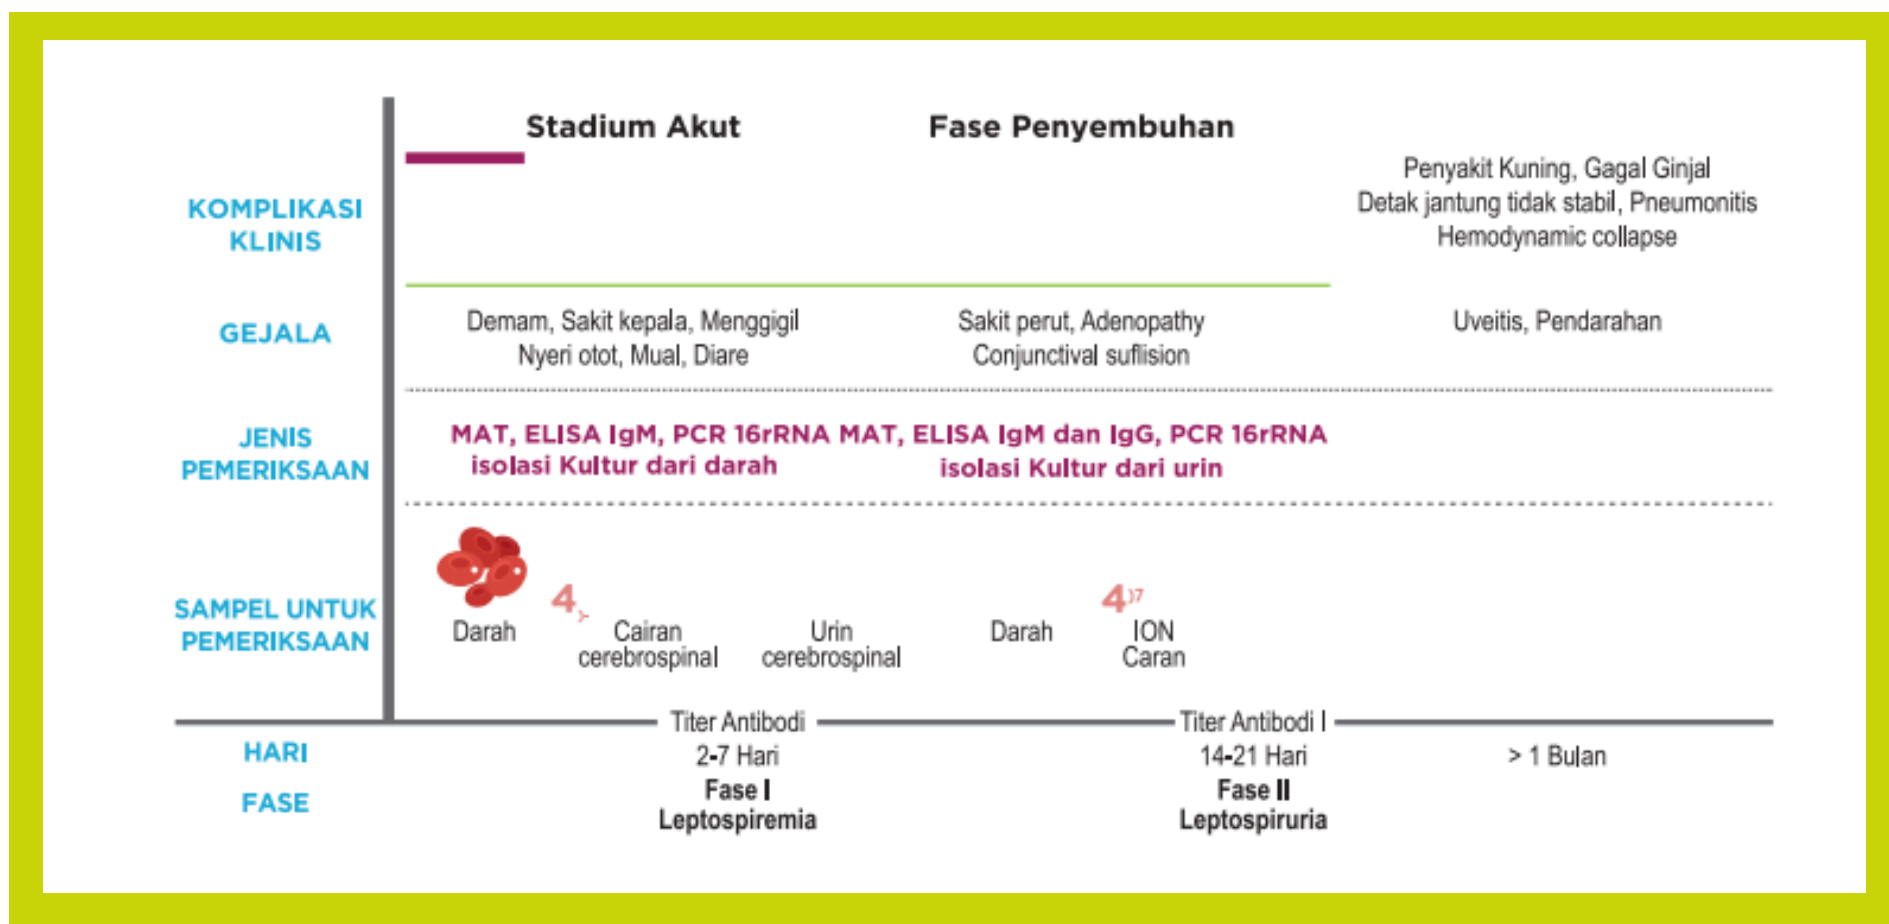 Stadium Akut
Fase Penyembuhan
KOMPLIKASI
KLINIS
Penyakit Kuning, Gagal Ginjal
Detak jantung tidak stabil, Pneumonitis
Hemodynamic collapse
GEJALA
Demam, Sakit kepala, Menggigil
Nyeri otot, Mual, Diare
Sakit perut, Adenopathy
Conjunctival suflision
Uveitis, Pendarahan
JENIS
PEMERIKSAAN
MAT, ELISA IgM, PCR 16rRNA
isolasi Kultur dari darah
MAT, ELISA IgM dan IgG, PCR 16rRNA
isolasi Kultur dari urin
SAMPEL UNTUK
PEMERIKSAAN
Darah
4
Cairan
cerebrospinal
Urin
cerebrospinal
Darah
4
ION
Caran
HARI
Titer Antibodi
2-7 Hari
Titer Antibodi I
14-21 Hari
> 1 Bulan
FASE
Fase I
Leptospiremia
Fase II
Leptospiruria